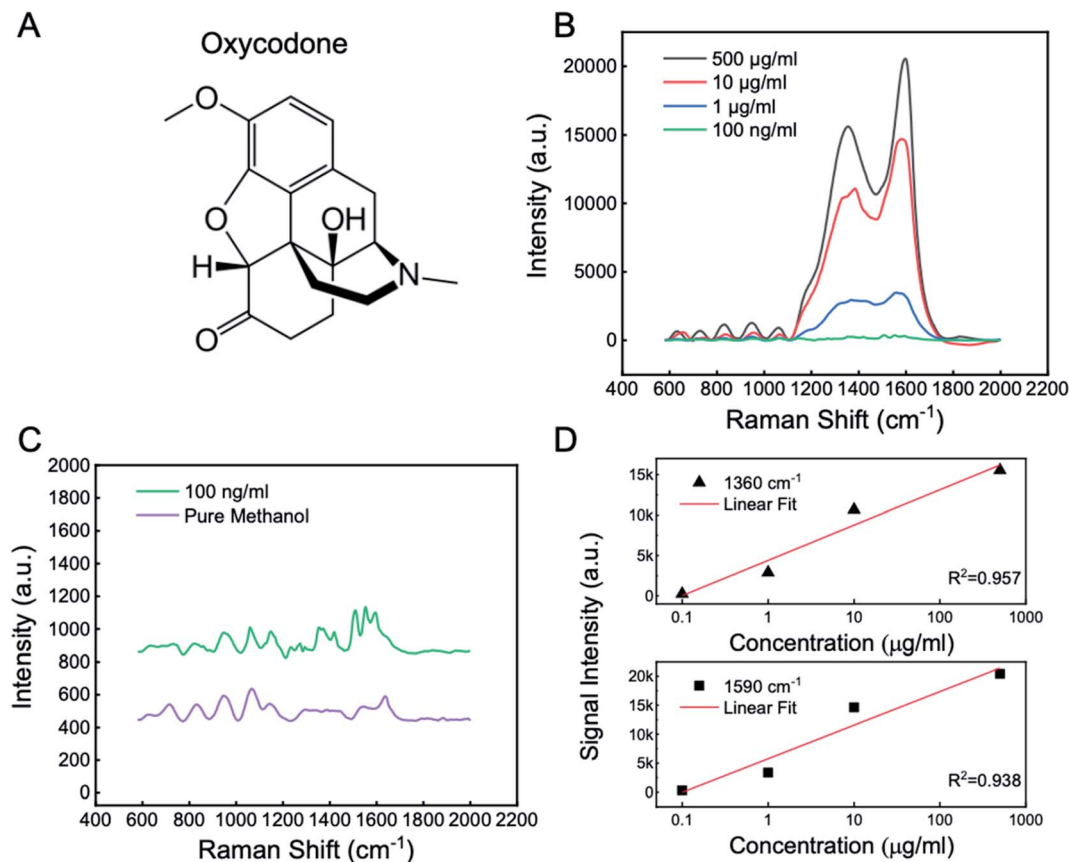 A
Oxycodone
O
O
OH
H
N
O
B
Intensity (a.u.)
20000
15000
10000
5000
0
500 µg/ml
10 µg/ml
1 µg/ml
100 ng/ml
400 600 800 1000 1200 1400 1600 1800 2000 2200
Raman Shift (cm⁻¹)
C
Intensity (a.u.)
2000
1800
1600
1400
1200
1000
800
600
400
200
0
100 ng/ml
Pure Methanol
400 600 800 1000 1200 1400 1600 1800 2000 2200
Raman Shift (cm⁻¹)
D
Signal Intensity (a.u.)
15k
10k
5k
0
1360 cm⁻¹
Linear Fit
R²=0.957
0.1 1 10 100 1000
Concentration (µg/ml)
20k
15k
10k
5k
0
1590 cm⁻¹
Linear Fit
R²=0.938
0.1 1 10 100 1000
Concentration (µg/ml)